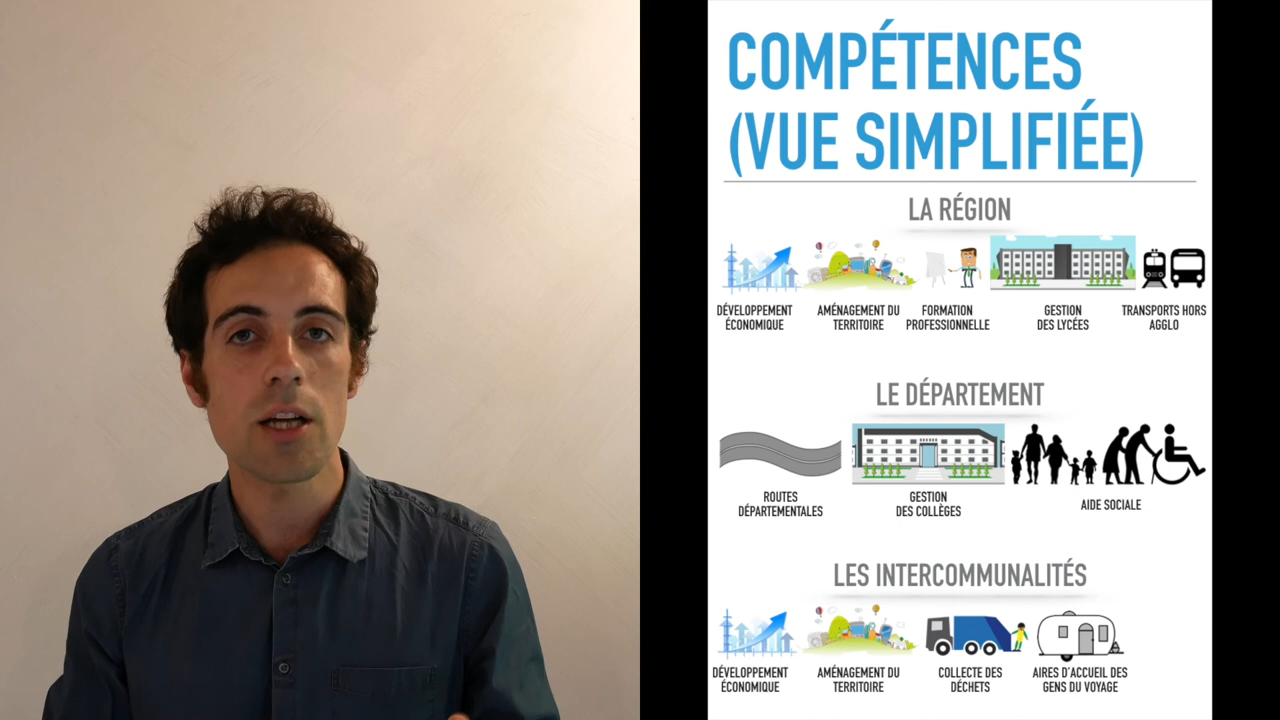 COMPÉTENCES
(VUE SIMPLIFIÉE)
LA RÉGION
DÉVELOPPEMENT
ÉCONOMIQUE
AMÉNAGEMENT DU
TERRITOIRE
FORMATION
PROFESSIONNELLE
GESTION
DES LYCÉES
TRANSPORTS HORS
AGGLO
LE DÉPARTEMENT
ROUTES
DÉPARTEMENTALES
GESTION
DES COLLÈGES
AIDE SOCIALE
LES INTERCOMMUNALITÉS
DÉVELOPPEMENT
ÉCONOMIQUE
AMÉNAGEMENT DU
TERRITOIRE
COLLECTE DES
DÉCHETS
AIRES D'ACCUEIL DES
GENS DU VOYAGE